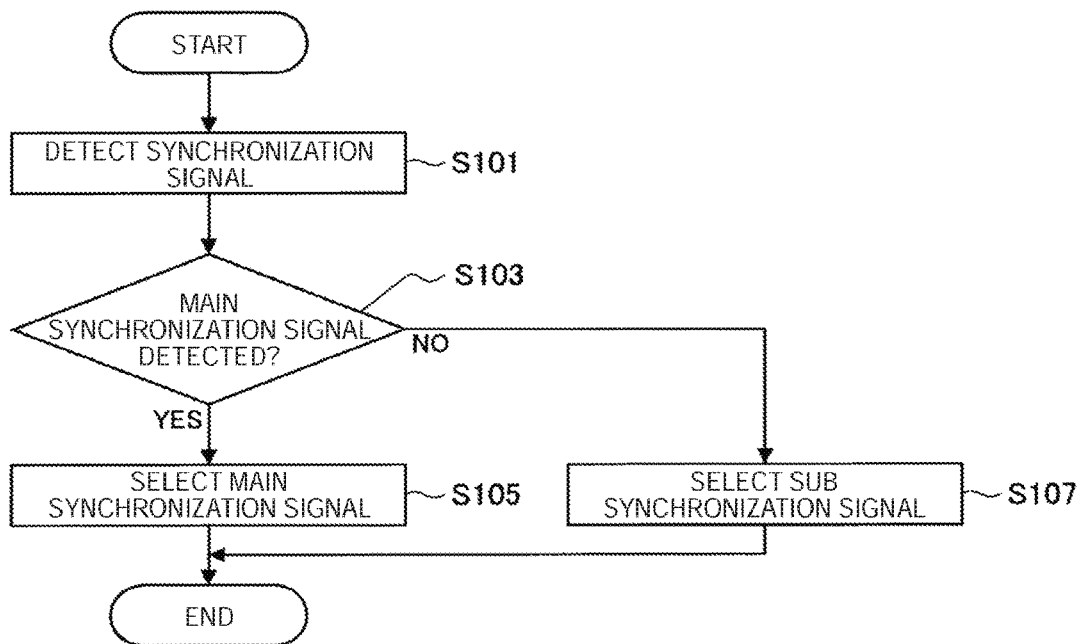 START
DETECT SYNCHRONIZATION
SIGNAL
S101
S103
MAIN
SYNCHRONIZATION SIGNAL
DETECTED?
NO
YES
SELECT MAIN
SYNCHRONIZATION SIGNAL
S105
SELECT SUB
SYNCHRONIZATION SIGNAL
S107
END